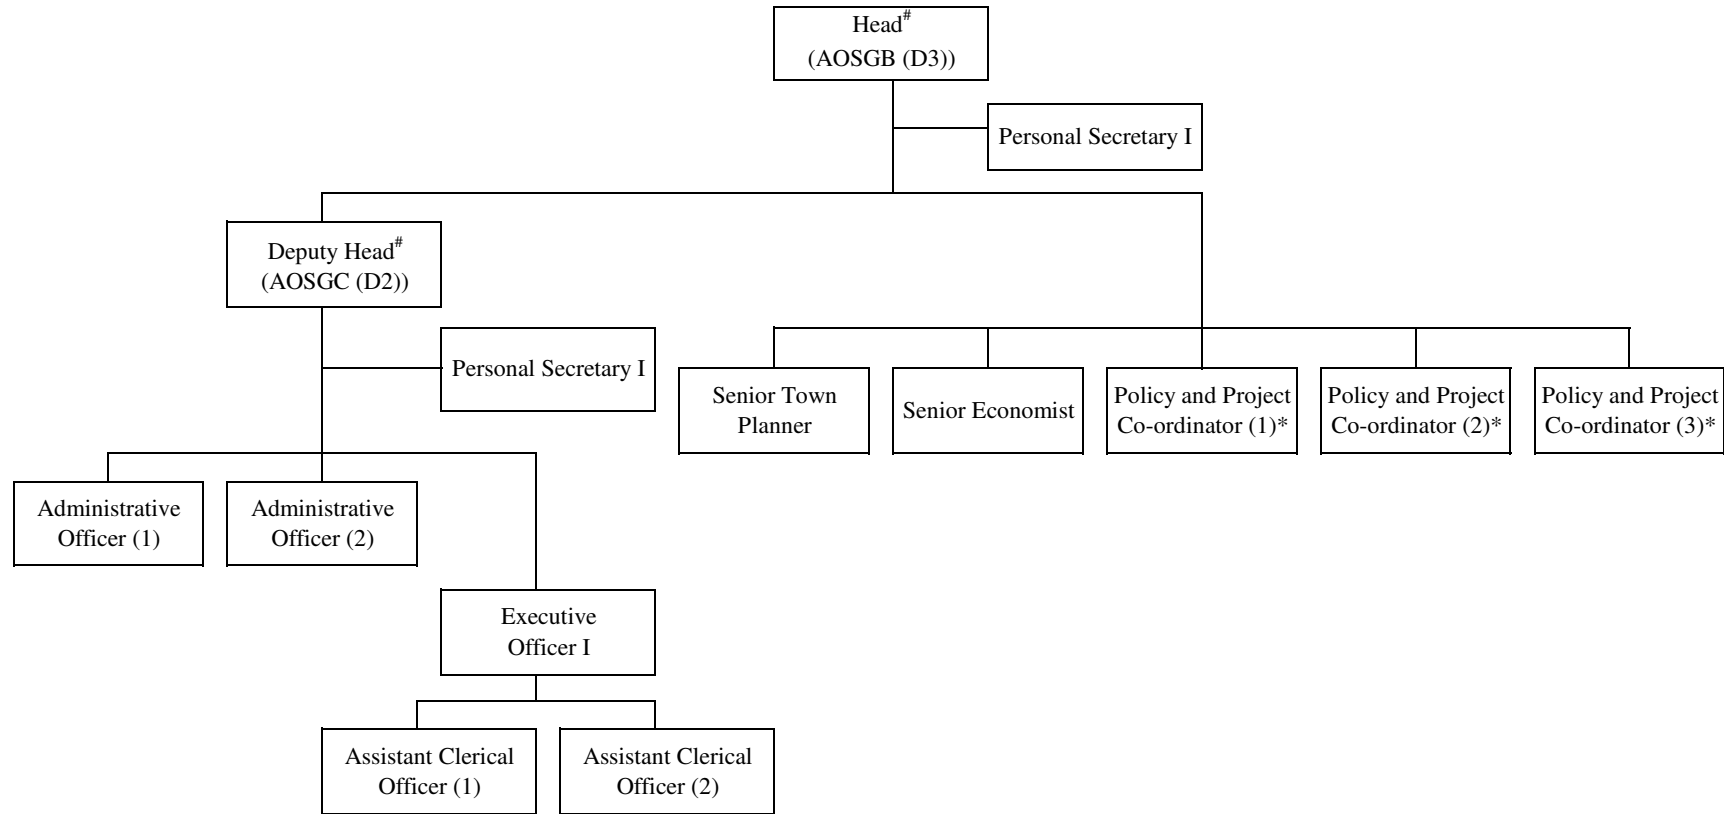 Head#
(AOSGB (D3))
Personal Secretary I
Deputy Head#
(AOSGC (D2))
Personal Secretary I
Senior Town
Planner
Senior Economist
Policy and Project
Co-ordinator (1)*
Policy and Project
Co-ordinator (2)*
Policy and Project
Co-ordinator (3)*
Administrative
Officer (1)
Administrative
Officer (2)
Executive
Officer I
Assistant Clerical
Officer (1)
Assistant Clerical
Officer (2)